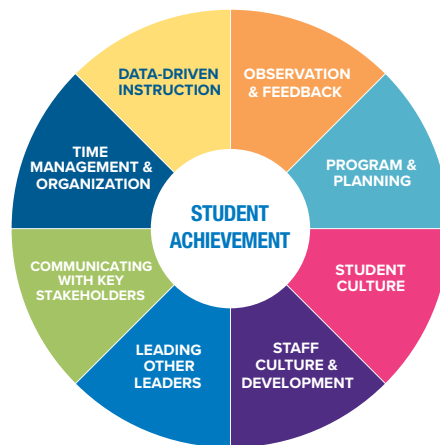 DATA-DRIVEN
INSTRUCTION
OBSERVATION
& FEEDBACK
PROGRAM &
PLANNING
STUDENT
CULTURE
STAFF
CULTURE &
DEVELOPMENT
LEADING
OTHER
LEADERS
COMMUNICATING
WITH KEY
STAKEHOLDERS
TIME
MANAGEMENT &
ORGANIZATION
STUDENT
ACHIEVEMENT